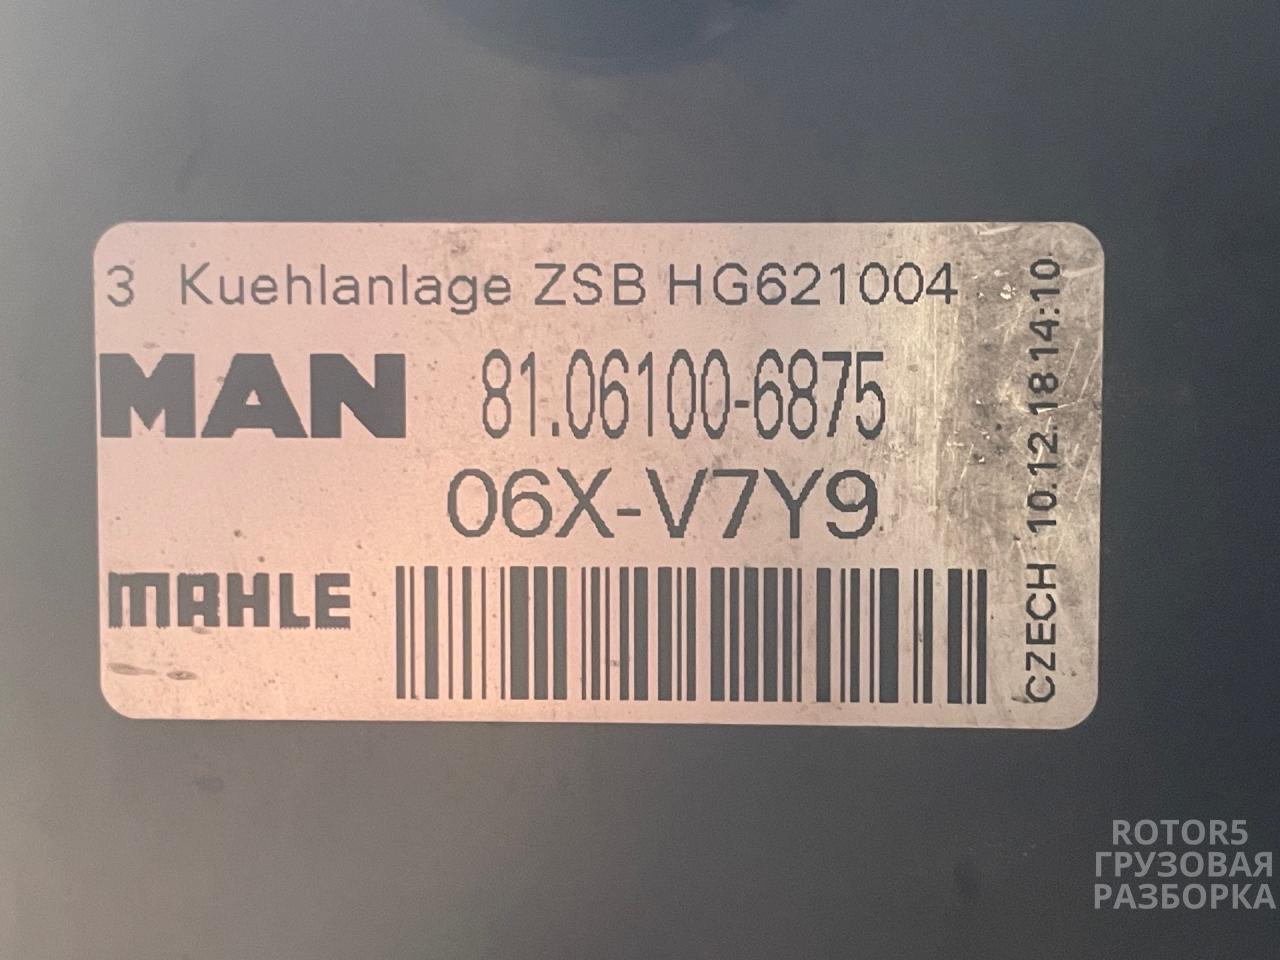 3 Kuehlanlage ZSB HG621004
MAN 81.06100-6875
06X-V7Y9
MAHLE
CZECH 10.12.18 14:10
ROTOR5
ГРУЗОВАЯ
РАЗБОРКА